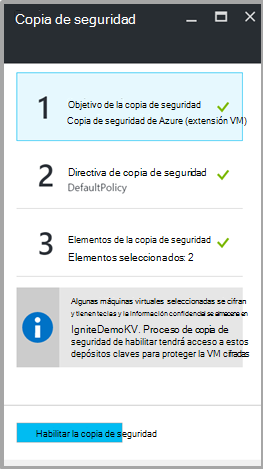 Copia de seguridad
1
Objetivo de la copia de seguridad
Copia de seguridad de Azure (extensión VM)
2
Directiva de copia de seguridad
DefaultPolicy
3
Elementos de la copia de seguridad
Elementos seleccionados: 2
Algunas máquinas virtuales seleccionadas se cifran
y tienen teclas y la información confidencial se almacene en
IgniteDemoKV. Proceso de copia de
seguridad de habilitar tendrá acceso a estos
depósitos claves para proteger la VM cifradas
Habilitar la copia de seguridad